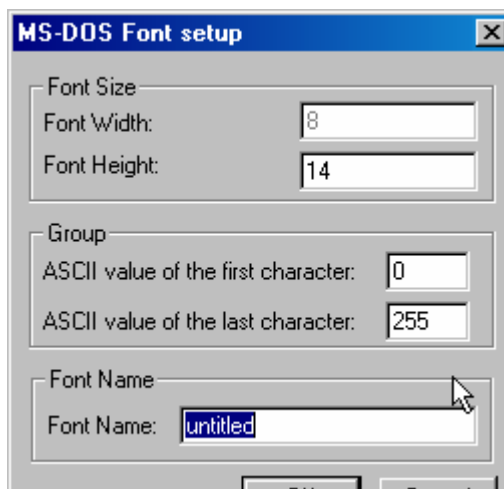 MS-DOS Font setup
Font Size
Font Width: 8
Font Height: 14
Group
ASCII value of the first character: 0
ASCII value of the last character: 255
Font Name
Font Name: untitled